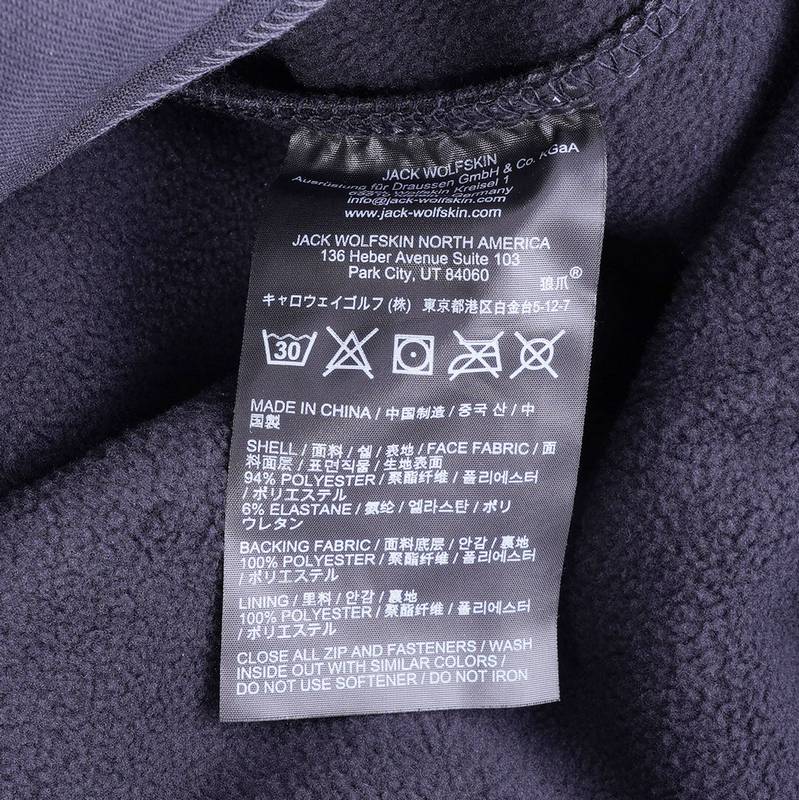 JACK WOLFSKIN
Ausrüstung für Draussen GmbH & Co. KGaA
Wolfskin Kreisel 1
Germany
info@jack-wolfskin.com
www.jack-wolfskin.com
JACK WOLFSKIN NORTH AMERICA
136 Heber Avenue Suite 103
Park City, UT 84060
狼爪®
キャロウェイゴルフ (株) 東京都港区白金台5-12-7
30
MADE IN CHINA / 中国制造 / 중국 산 / 中
国製
SHELL / 面料 / 쉘 / 表地 / FACE FABRIC / 面
料面层 / 표면직물 / 生地表面
94% POLYESTER / 聚酯纤维 / 폴리에스터
/ ポリエステル
6% ELASTANE / 氨纶 / 엘라스탄 / ポリ
ウレタン
BACKING FABRIC / 面料底层 / 안감 / 裏地
100% POLYESTER / 聚酯纤维 / 폴리에스터
/ ポリエステル
LINING / 里料 / 안감 / 裏地
100% POLYESTER / 聚酯纤维 / 폴리에스터
/ ポリエステル
CLOSE ALL ZIP AND FASTENERS / WASH
INSIDE OUT WITH SIMILAR COLORS /
DO NOT USE SOFTENER / DO NOT IRON